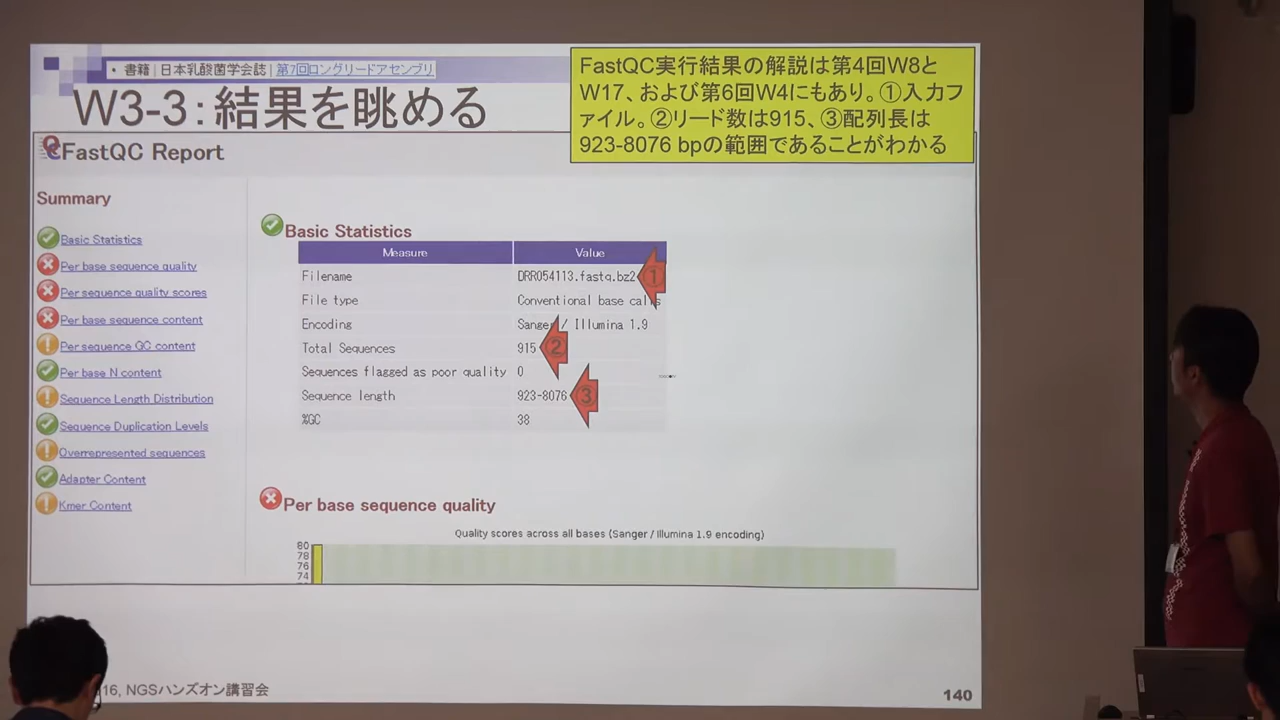 ・ 書籍 | 日本乳酸菌学会誌 | 第7回ロングリードアセンブリ
W3-3:結果を眺める
FastQC実行結果の解説は第4回W8と
W17、および第6回W4にもあり。①入力フ
ァイル。②リード数は915、③配列長は
923-8076 bpの範囲であることがわかる
FastQC Report
Summary
Basic Statistics
Per base sequence quality
Per sequence quality scores
Per base sequence content
Per sequence GC content
Per base N content
Sequence Length Distribution
Sequence Duplication Levels
Overrepresented sequences
Adapter Content
Kmer Content
Basic Statistics
Measure Value
Filename DRR054113.fastq.bz2 ①
File type Conventional base calls
Encoding Sanger / Illumina 1.9
Total Sequences 915 ②
Sequences flagged as poor quality 0
Sequence length 923-8076 ③
%GC 38
Per base sequence quality
Quality scores across all bases (Sanger / Illumina 1.9 encoding)
80
78
76
74
16, NGSハンズオン講習会
140